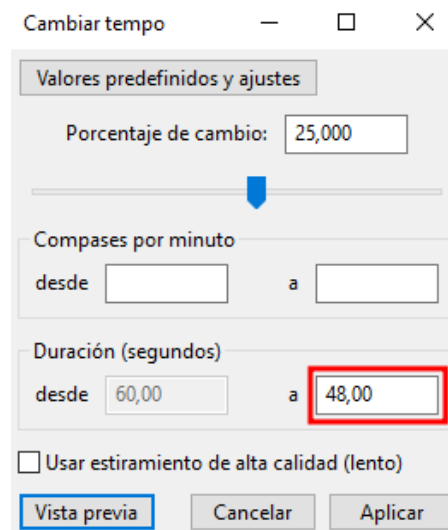 Cambiar tempo
Valores predefinidos y ajustes
Porcentaje de cambio: 25,000
Compases por minuto
desde a
Duración (segundos)
desde 60,00 a 48,00
Usar estiramiento de alta calidad (lento)
Vista previa Cancelar Aplicar